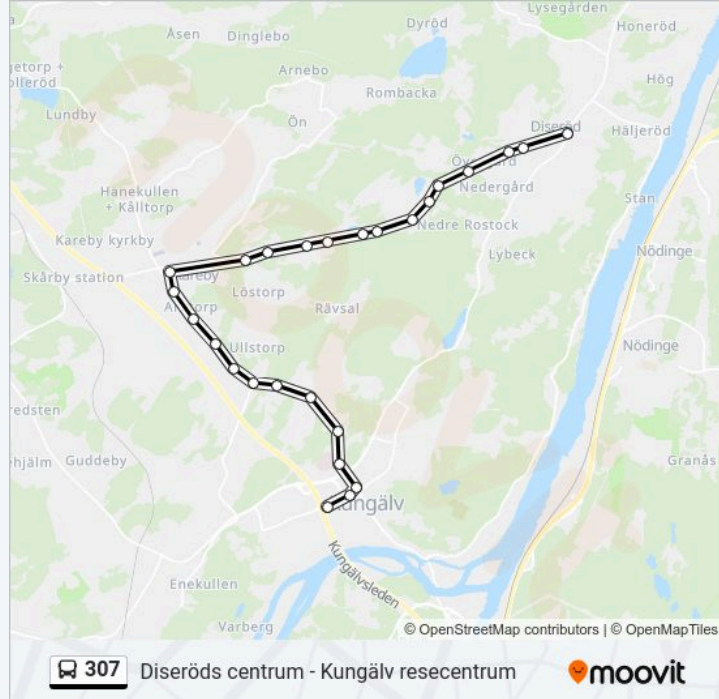 Lysegården
Dyröd
Honeröd
Åsen
Dinglebo
Arnebo
Hög
Rombacka
Lundby
Ön
Diseröd
Häljeröd
Hanekullen
+ Kålltorp
Nedergård
Stan
Kareby kyrkby
Nedre Rostock
Nödinge
Skårby station
Lybeck
Löstorp
Rävsal
Ullstorp
Nödinge
Guddeby
Granås
Kungälv
Kungälvsleden
Enekullen
Varberg
© OpenStreetMap contributors | © OpenMapTiles
307 Diseröds centrum - Kungälv resecentrum moovit